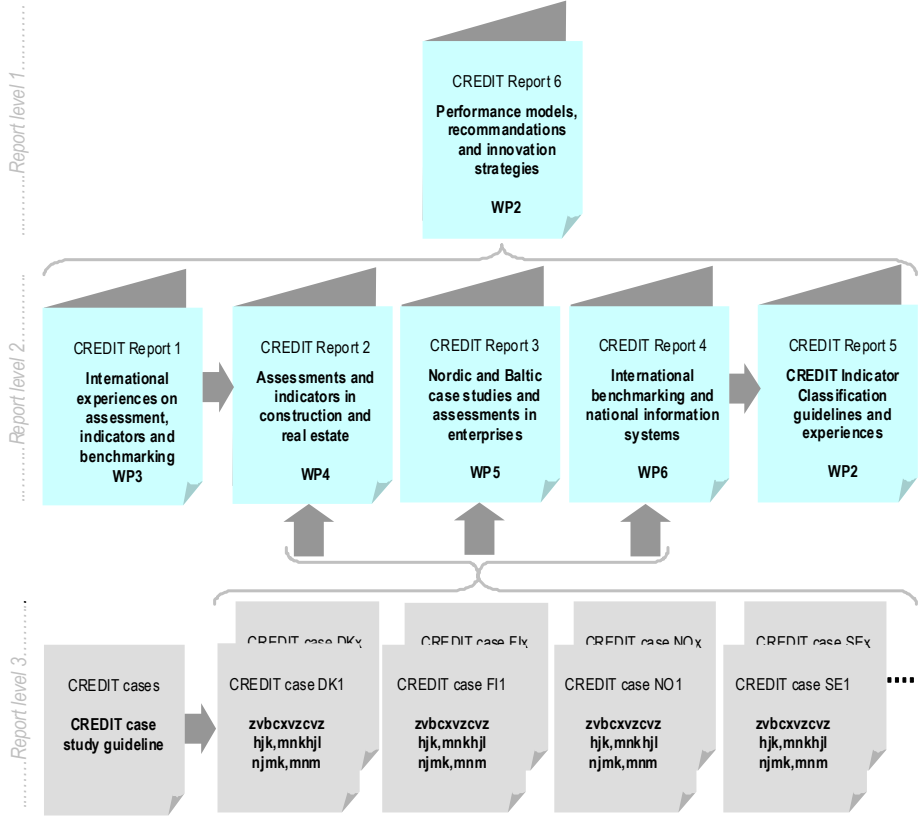 Report level 1
CREDIT Report 6
Performance models,
recommandations
and innovation
strategies
WP2
Report level 2
CREDIT Report 1
International
experiences on
assessment,
indicators and
benchmarking
WP3
CREDIT Report 2
Assessments and
indicators in
construction and
real estate
WP4
CREDIT Report 3
Nordic and Baltic
case studies and
assessments in
enterprises
WP5
CREDIT Report 4
International
benchmarking and
national information
systems
WP6
CREDIT Report 5
CREDIT Indicator
Classification
guidelines and
experiences
WP2
Report level 3
CREDIT cases
CREDIT case
study guideline
CREDIT case DKx
CREDIT case FIx
CREDIT case NOx
CREDIT case SEx
CREDIT case DK1
zvbcxvzcvz
hjk,mnkhjl
njmk,mnm
CREDIT case FI1
zvbcxvzcvz
hjk,mnkhjl
njmk,mnm
CREDIT case NO1
zvbcxvzcvz
hjk,mnkhjl
njmk,mnm
CREDIT case SE1
zvbcxvzcvz
hjk,mnkhjl
njmk,mnm